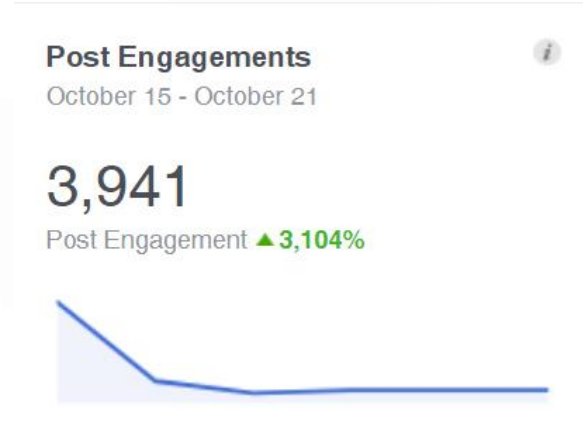 Post Engagements
i
October 15 - October 21
3,941
Post Engagement ▲ 3,104%